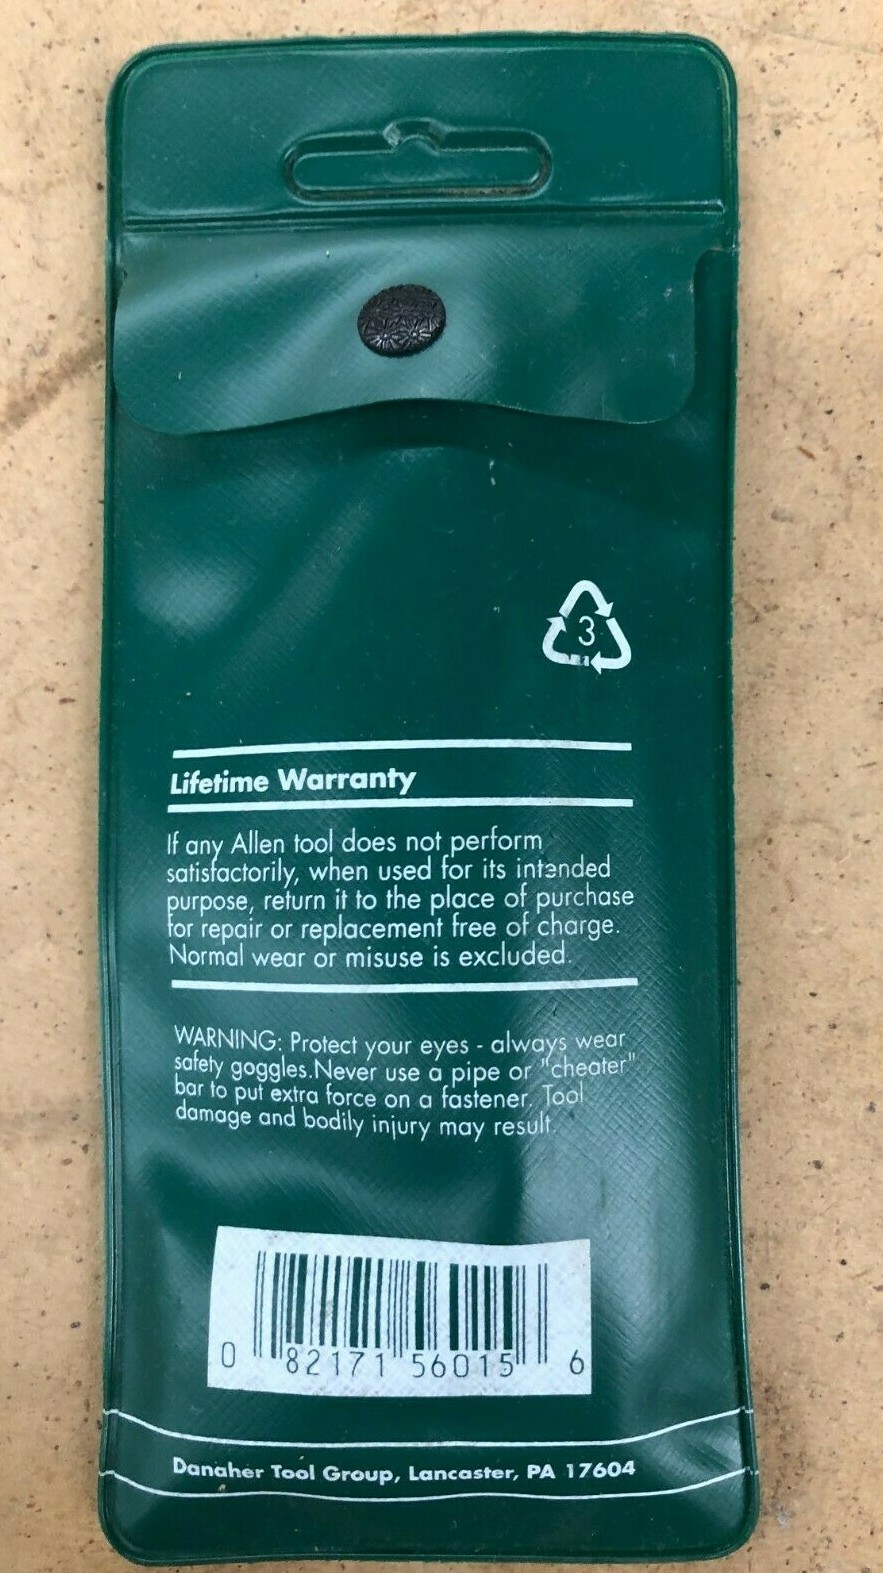 3
Lifetime Warranty
If any Allen tool does not perform
satisfactorily, when used for its intended
purpose, return it to the place of purchase
for repair or replacement free of charge.
Normal wear or misuse is excluded.
WARNING: Protect your eyes - always wear
safety goggles.Never use a pipe or "cheater"
bar to put extra force on a fastener. Tool
damage and bodily injury may result.
0 82171 56015 6
Danaher Tool Group, Lancaster, PA 17604